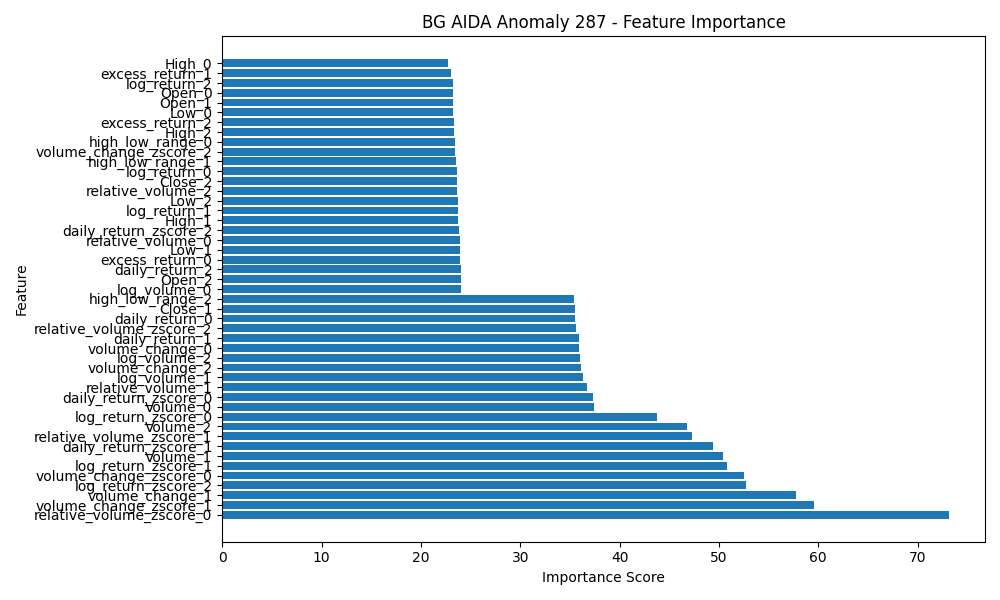 BG AIDA Anomaly 287 - Feature Importance
High_0
excess_return_1
log_return_2
Open_0
Open_1
Low_0
excess_return_2
High_2
high_low_range_0
volume_change_zscore_2
high_low_range_1
log_return_0
Close_2
relative_volume_2
Low_2
log_return_1
High_1
daily_return_zscore_2
relative_volume_0
Low_1
excess_return_0
daily_return_2
Open_2
log_volume_0
high_low_range_2
Close_1
daily_return_0
relative_volume_zscore_2
daily_return_1
volume_change_0
log_volume_2
volume_change_2
log_volume_1
relative_volume_1
daily_return_zscore_0
Volume_0
log_return_zscore_0
Volume_2
relative_volume_zscore_1
daily_return_zscore_1
Volume_1
log_return_zscore_1
volume_change_zscore_0
log_return_zscore_2
volume_change_1
volume_change_zscore_1
relative_volume_zscore_0
Feature
0 10 20 30 40 50 60 70
Importance Score